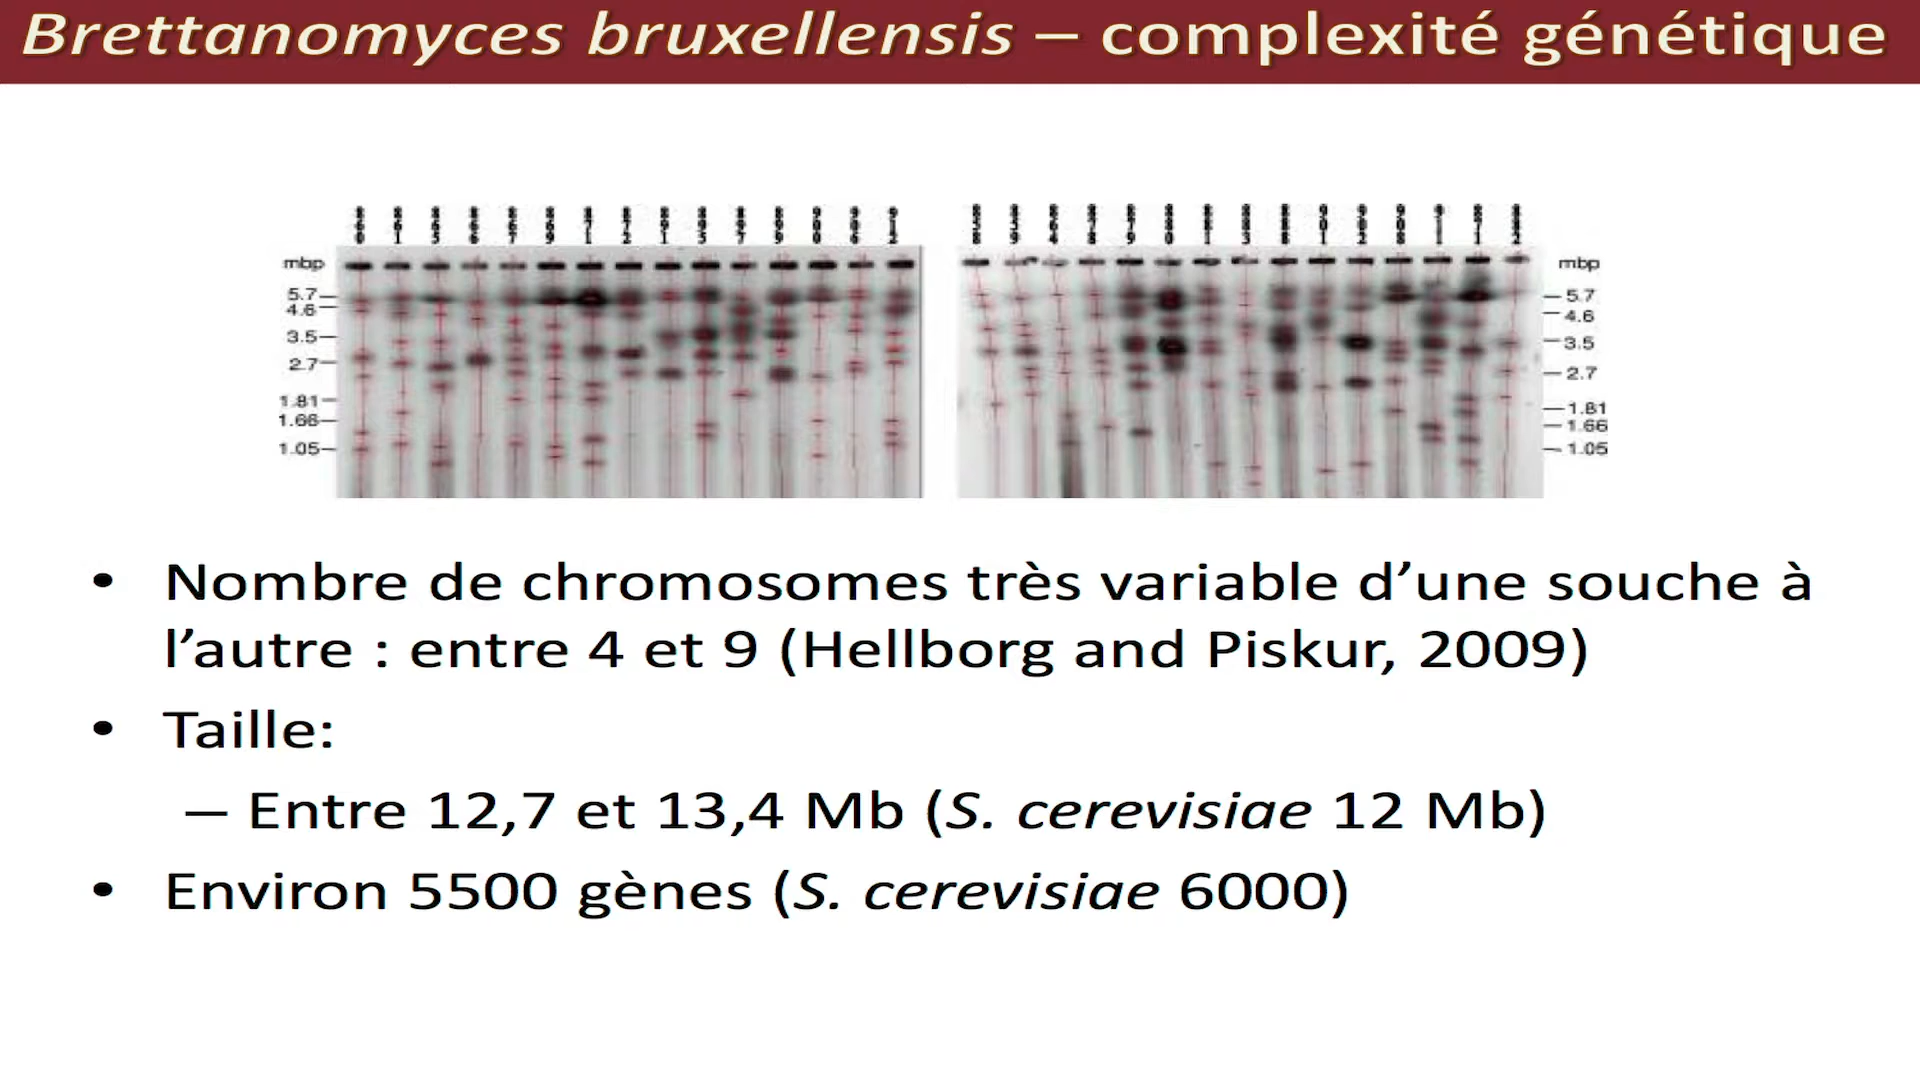 Brettanomyces bruxellensis – complexité génétique
mbp
5.7
4.6
3.5
2.7
1.81
1.66
1.05
mbp
5.7
4.6
3.5
2.7
1.81
1.66
1.05
• Nombre de chromosomes très variable d’une souche à
l’autre : entre 4 et 9 (Hellborg and Piskur, 2009)
• Taille:
– Entre 12,7 et 13,4 Mb (S. cerevisiae 12 Mb)
• Environ 5500 gènes (S. cerevisiae 6000)